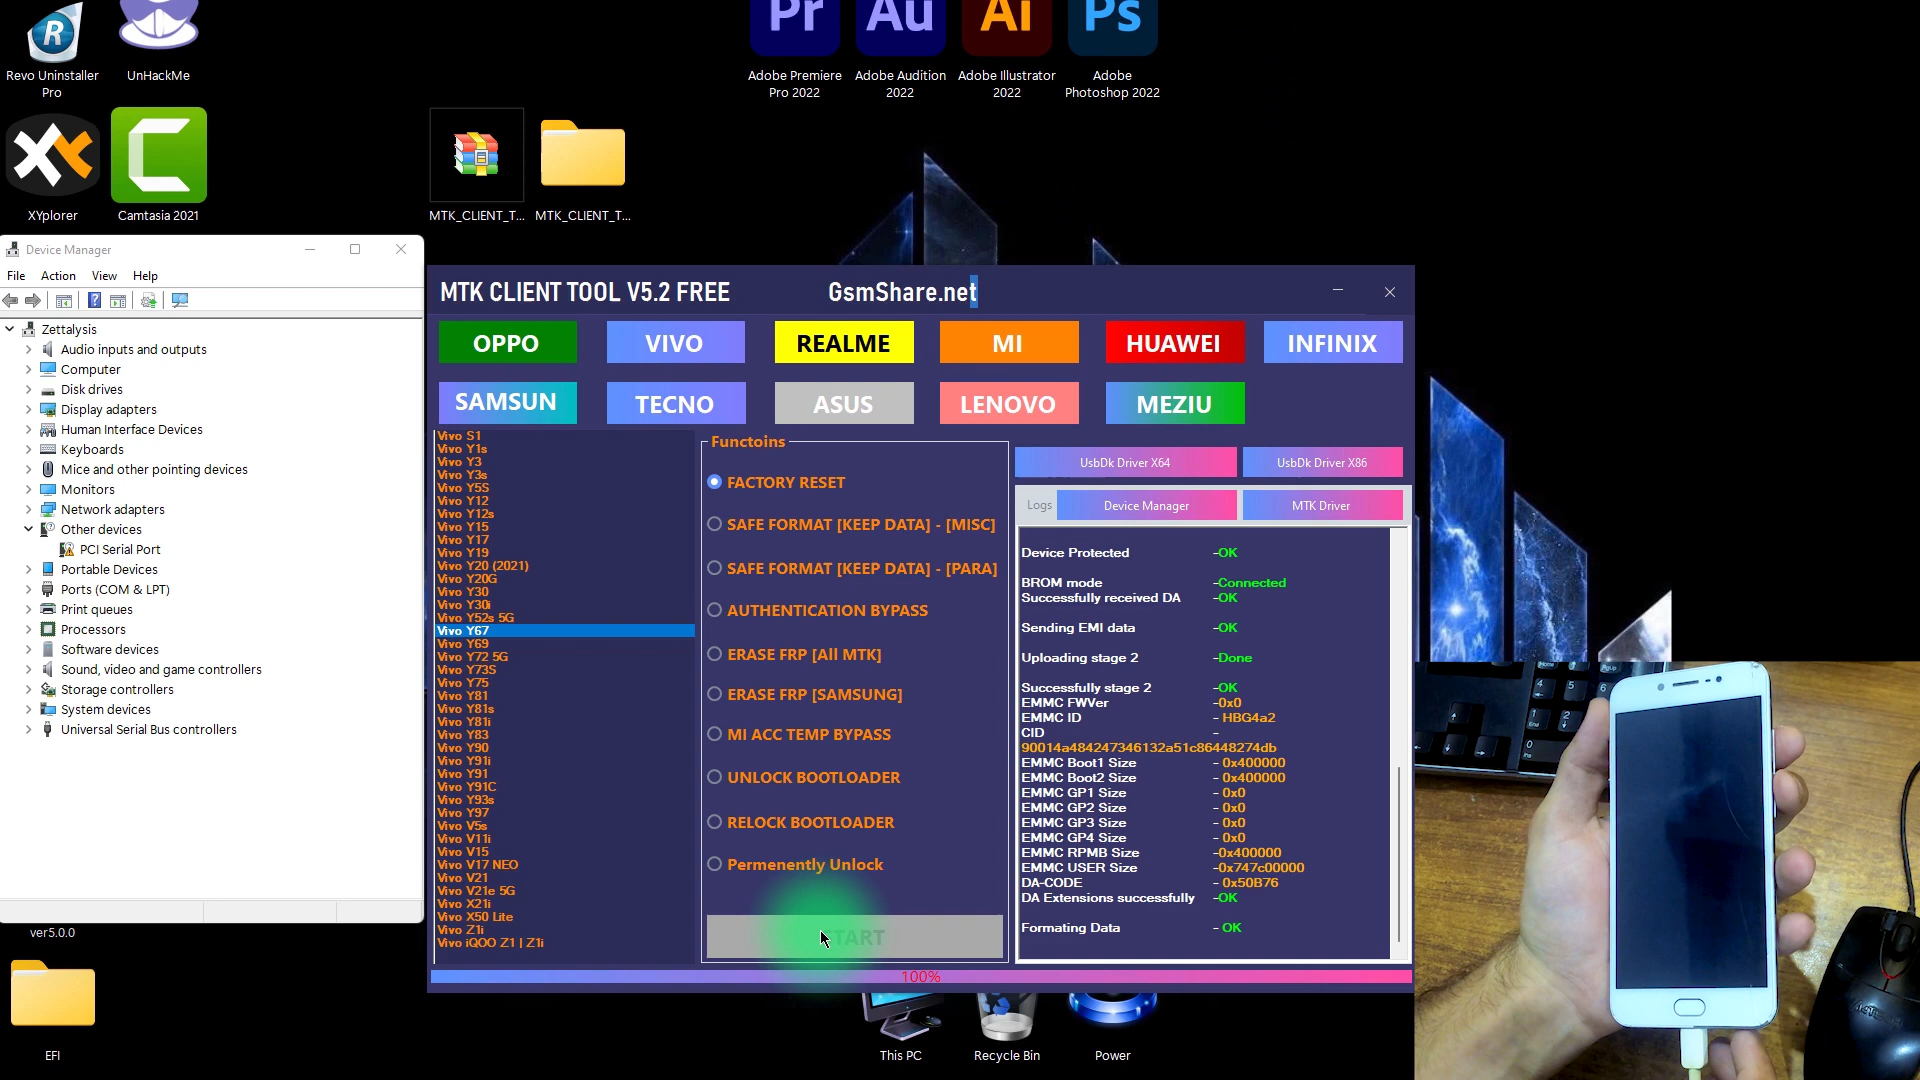 Pr Au Ai Ps
Revo Uninstaller
Pro
UnHackMe
Adobe Premiere
Pro 2022
Adobe Audition
2022
Adobe Illustrator
2022
Adobe
Photoshop 2022
XYplorer
Camtasia 2021
MTK_CLIENT_T...
MTK_CLIENT_T...
Device Manager
File Action View Help
Zettalysis
Audio inputs and outputs
Computer
Disk drives
Display adapters
Human Interface Devices
Keyboards
Mice and other pointing devices
Monitors
Network adapters
Other devices
PCI Serial Port
Portable Devices
Ports (COM & LPT)
Print queues
Processors
Software devices
Sound, video and game controllers
Storage controllers
System devices
Universal Serial Bus controllers
ver5.0.0
EFI
MTK CLIENT TOOL V5.2 FREE
GsmShare.net
OPPO VIVO REALME MI HUAWEI INFINIX
SAMSUN TECNO ASUS LENOVO MEZIU
Vivo S1
Vivo Y1s
Vivo Y3
Vivo Y3s
Vivo Y5S
Vivo Y12
Vivo Y12s
Vivo Y15
Vivo Y17
Vivo Y19
Vivo Y20 (2021)
Vivo Y20G
Vivo Y30
Vivo Y30i
Vivo Y52s 5G
Vivo Y67
Vivo Y69
Vivo Y72 5G
Vivo Y73S
Vivo Y75
Vivo Y81
Vivo Y81s
Vivo Y81i
Vivo Y83
Vivo Y90
Vivo Y91i
Vivo Y91
Vivo Y91C
Vivo Y93s
Vivo Y97
Vivo V5s
Vivo V11i
Vivo V15
Vivo V17 NEO
Vivo V21
Vivo V21e 5G
Vivo X21i
Vivo X50 Lite
Vivo Z1i
Vivo iQOO Z1 | Z1i
Functoins
FACTORY RESET
SAFE FORMAT [KEEP DATA] - [MISC]
SAFE FORMAT [KEEP DATA] - [PARA]
AUTHENTICATION BYPASS
ERASE FRP [All MTK]
ERASE FRP [SAMSUNG]
MI ACC TEMP BYPASS
UNLOCK BOOTLOADER
RELOCK BOOTLOADER
Permenently Unlock
START
UsbDk Driver X64
UsbDk Driver X86
Logs
Device Manager
MTK Driver
Device Protected -OK
BROM mode -Connected
Successfully received DA -OK
Sending EMI data -OK
Uploading stage 2 -Done
Successfully stage 2 -OK
EMMC FWVer -0x0
EMMC ID - HBG4a2
CID -
90014a484247346132a51c86448274db
EMMC Boot1 Size - 0x400000
EMMC Boot2 Size - 0x400000
EMMC GP1 Size - 0x0
EMMC GP2 Size - 0x0
EMMC GP3 Size - 0x0
EMMC GP4 Size - 0x0
EMMC RPMB Size -0x400000
EMMC USER Size -0x747c00000
DA-CODE - 0x50B76
DA Extensions successfully -OK
Formating Data - OK
100%
This PC
Recycle Bin
Power